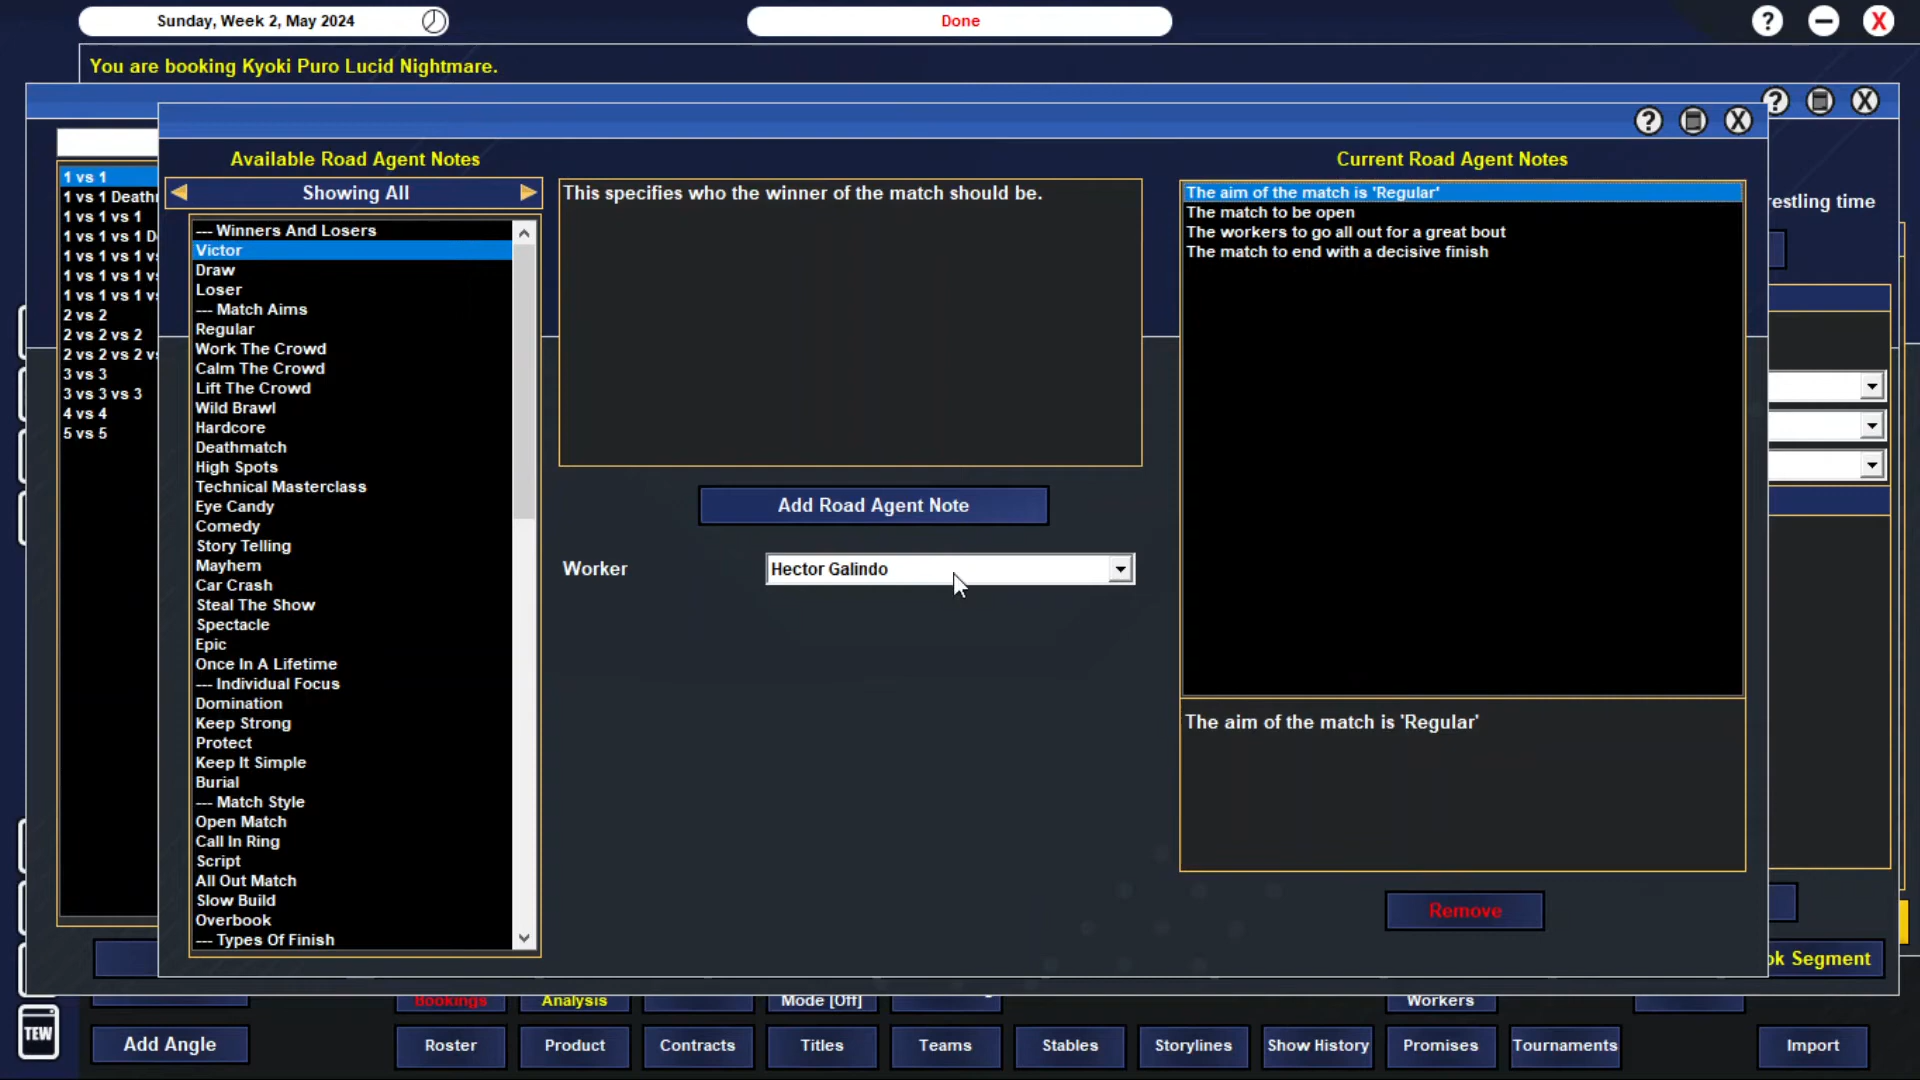 Sunday, Week 2, May 2024
Done
?
X
You are booking Kyoki Puro Lucid Nightmare.
?
X
?
X
Available Road Agent Notes
Current Road Agent Notes
Showing All
This specifies who the winner of the match should be.
1 vs 1
1 vs 1 Death
1 vs 1 vs 1
1 vs 1 vs 1 D
1 vs 1 vs 1 vs
1 vs 1 vs 1 vs
1 vs 1 vs 1 vs
2 vs 2
2 vs 2 vs 2
2 vs 2 vs 2 vs
3 vs 3
3 vs 3 vs 3
4 vs 4
5 vs 5
--- Winners And Losers
Victor
Draw
Loser
--- Match Aims
Regular
Work The Crowd
Calm The Crowd
Lift The Crowd
Wild Brawl
Hardcore
Deathmatch
High Spots
Technical Masterclass
Eye Candy
Comedy
Story Telling
Mayhem
Car Crash
Steal The Show
Spectacle
Epic
Once In A Lifetime
--- Individual Focus
Domination
Keep Strong
Protect
Keep It Simple
Burial
--- Match Style
Open Match
Call In Ring
Script
All Out Match
Slow Build
Overbook
--- Types Of Finish
Add Road Agent Note
Worker
Hector Galindo
The aim of the match is 'Regular'
The match to be open
The workers to go all out for a great bout
The match to end with a decisive finish
The aim of the match is 'Regular'
Remove
restling time
ok Segment
TEW
Add Angle
Bookings
Analysis
Mode [Off]
Workers
Roster
Product
Contracts
Titles
Teams
Stables
Storylines
Show History
Promises
Tournaments
Import